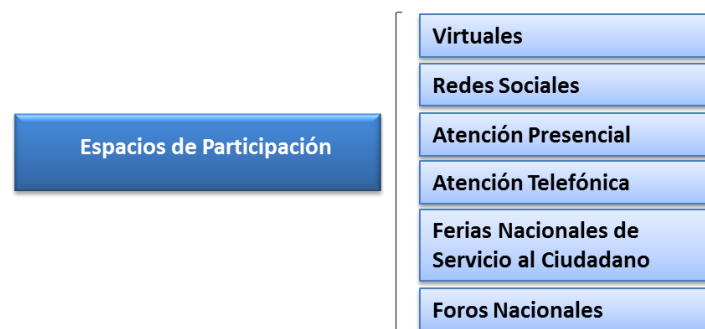 Espacios de Participación
Virtuales
Redes Sociales
Atención Presencial
Atención Telefónica
Ferias Nacionales de
Servicio al Ciudadano
Foros Nacionales